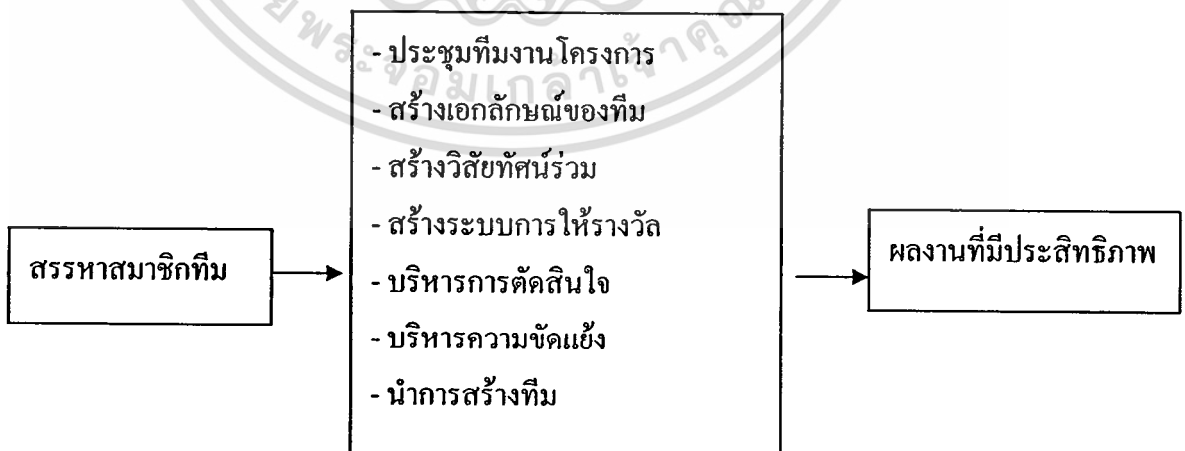 สรรหาสมาชิกทีม
- ประชุมทีมงานโครงการ
- สร้างเอกลักษณ์ของทีม
- สร้างวิสัยทัศน์ร่วม
- สร้างระบบการให้รางวัล
- บริหารการตัดสินใจ
- บริหารความขัดแย้ง
- นำการสร้างทีม
ผลงานที่มีประสิทธิภาพ